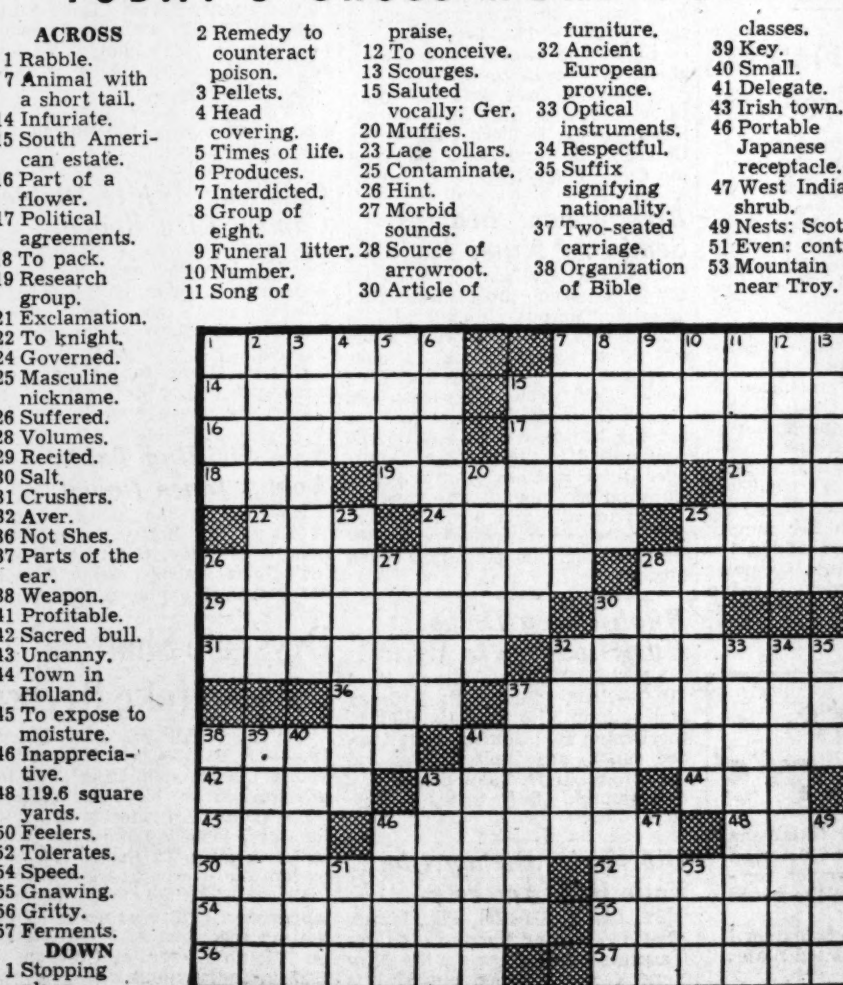 ACROSS
1 Rabble.
7 Animal with
a short tail.
14 Infuriate.
15 South Ameri-
can estate.
16 Part of a
flower.
17 Political
agreements.
18 To pack.
19 Research
group.
21 Exclamation.
22 To knight.
24 Governed.
25 Masculine
nickname.
26 Suffered.
28 Volumes.
29 Recited.
30 Salt.
31 Crushers.
32 Aver.
36 Not Shes.
37 Parts of the
ear.
38 Weapon.
41 Profitable.
42 Sacred bull.
43 Uncanny.
44 Town in
Holland.
45 To expose to
moisture.
46 Inapprecia-
tive.
48 119.6 square
yards.
50 Feelers.
52 Tolerates.
54 Speed.
55 Gnawing.
56 Gritty.
57 Ferments.
DOWN
1 Stopping
2 Remedy to
counteract
poison.
3 Pellets.
4 Head
covering.
5 Times of life.
6 Produces.
7 Interdicted.
8 Group of
eight.
9 Funeral litter.
10 Number.
11 Song of
praise.
12 To conceive.
13 Scourges.
15 Saluted
vocally: Ger.
20 Muffies.
23 Lace collars.
25 Contaminate.
26 Hint.
27 Morbid
sounds.
28 Source of
arrowroot.
30 Article of
furniture.
32 Ancient
European
province.
33 Optical
instruments.
34 Respectful.
35 Suffix
signifying
nationality.
37 Two-seated
carriage.
38 Organization
of Bible
classes.
39 Key.
40 Small.
41 Delegate.
43 Irish town.
46 Portable
Japanese
receptacle.
47 West India
shrub.
49 Nests: Scot
51 Even: cont
53 Mountain
near Troy.
1 2 3 4 5 6 7 8 9 10 11 12 13
14 15
16 17
18 19 20 21
22 23 24 25
26 27 28
29 30
31 32 33 34 35
36 37
38 39 40 41
42 43 44
45 46 47 48 49
50 51 52 53
54 55
56 57